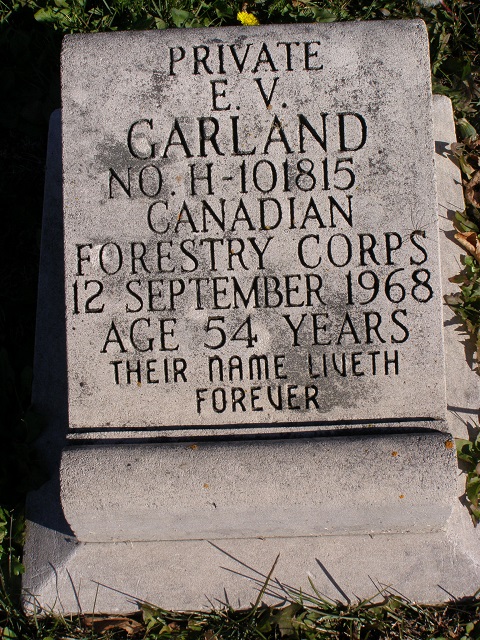 PRIVATE
E. V.
GARLAND
NO. H-101815
CANADIAN
FORESTRY CORPS
12 SEPTEMBER 1968
AGE 54 YEARS
THEIR NAME LIVETH
FOREVER